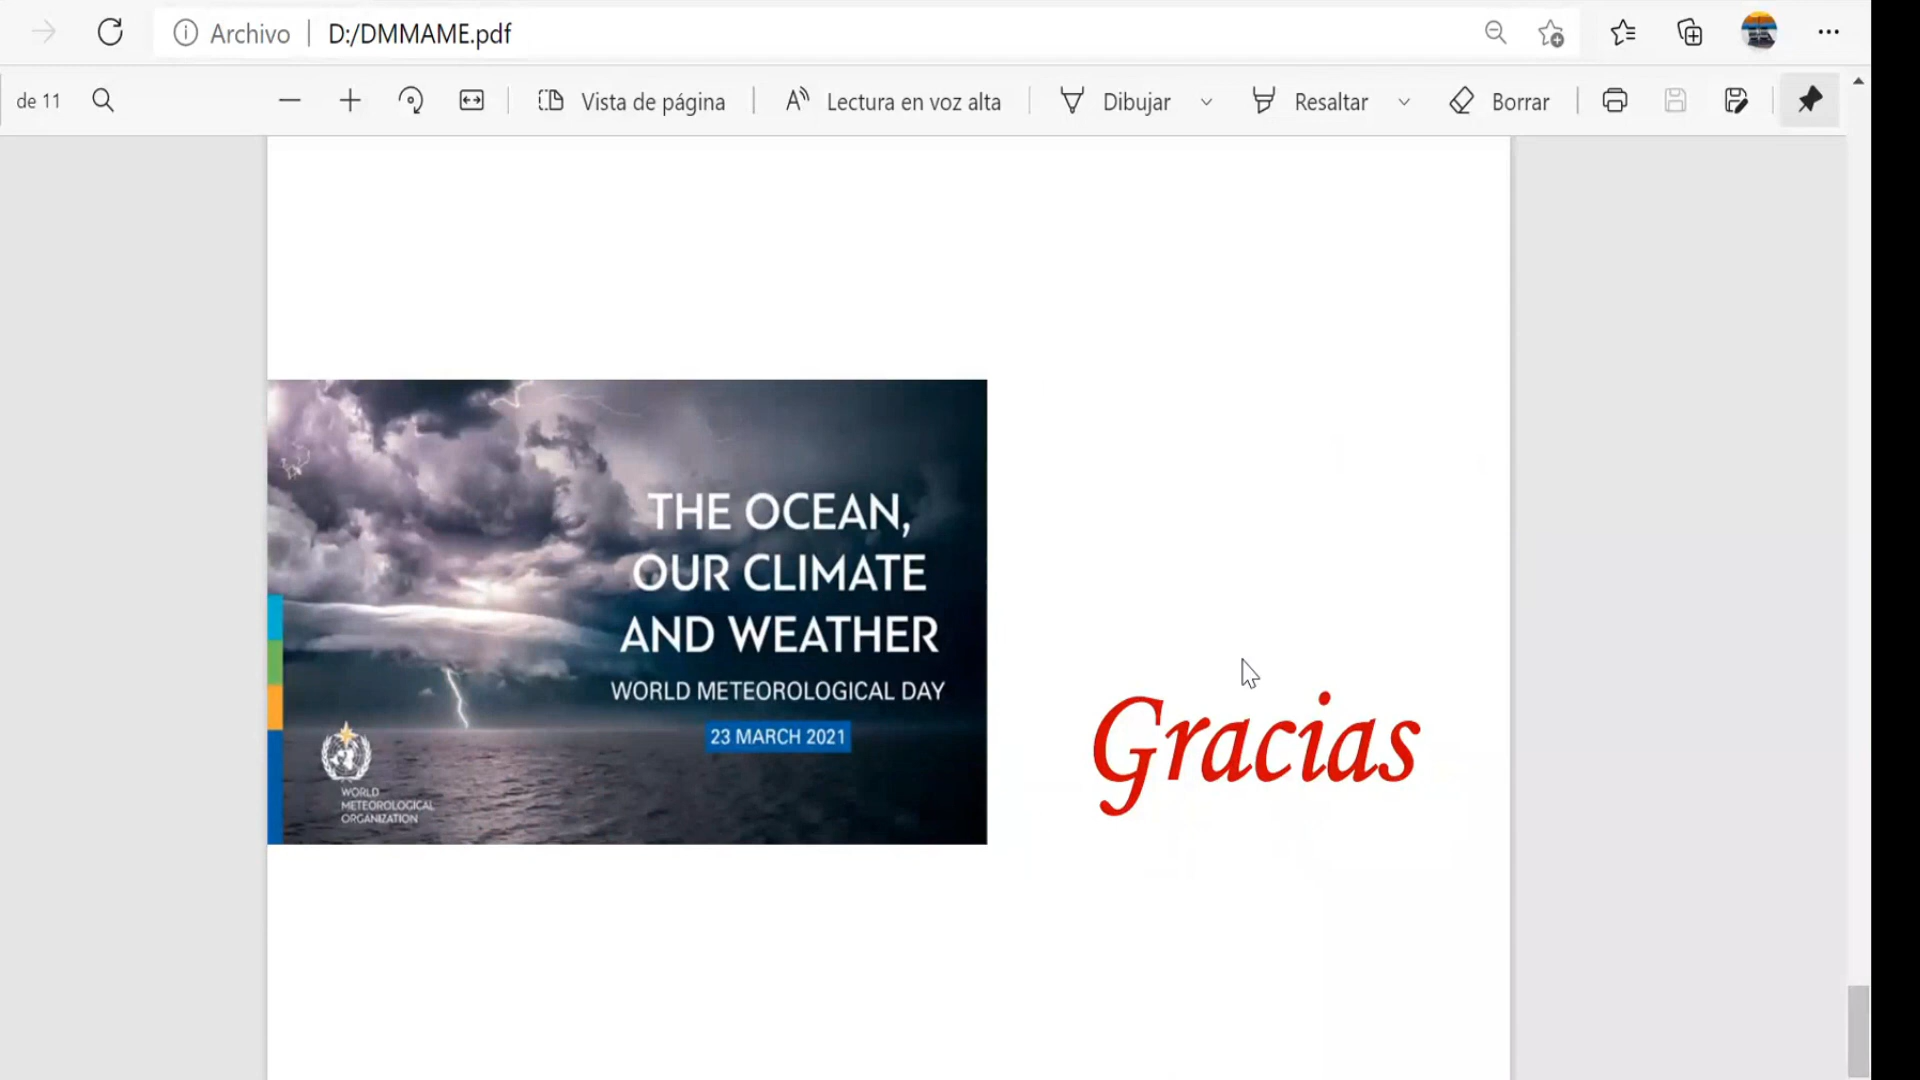 Archivo D:/DMMAME.pdf
de 11 Vista de página Lectura en voz alta Dibujar Resaltar Borrar
THE OCEAN,
OUR CLIMATE
AND WEATHER
WORLD METEOROLOGICAL DAY
23 MARCH 2021
WORLD
METEOROLOGICAL
ORGANIZATION
Gracias